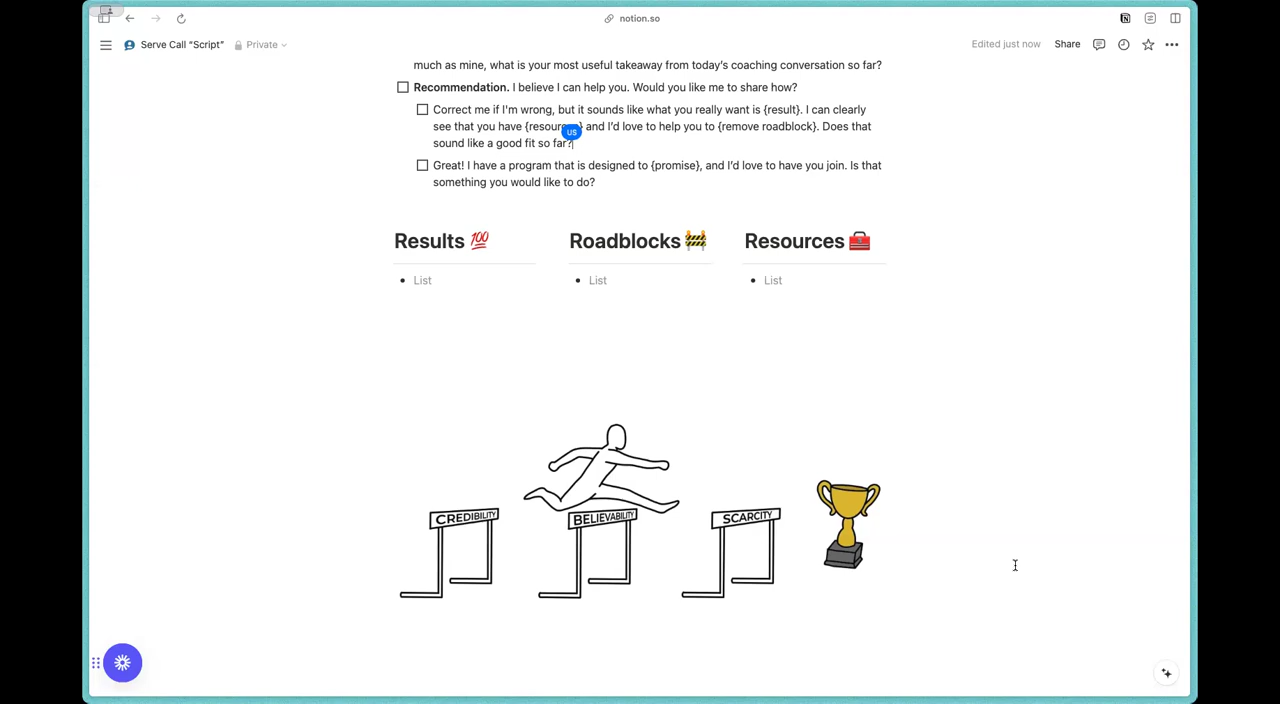 notion.so
Serve Call “Script” Private Edited just now Share
much as mine, what is your most useful takeaway from today's coaching conversation so far?
Recommendation. I believe I can help you. Would you like me to share how?
Correct me if I'm wrong, but it sounds like what you really want is {result}. I can clearly
see that you have and I'd love to help you to {remove roadblock}. Does that
US
sound like a good fit so far?
Great! I have a program that is designed to {promise}, and I'd love to have you join. Is that
something you would like to do?
Results 💯 Roadblocks 🚧 Resources 🧰
• List • List • List
CREDIBILITY BELIEVABILITY SCARCITY